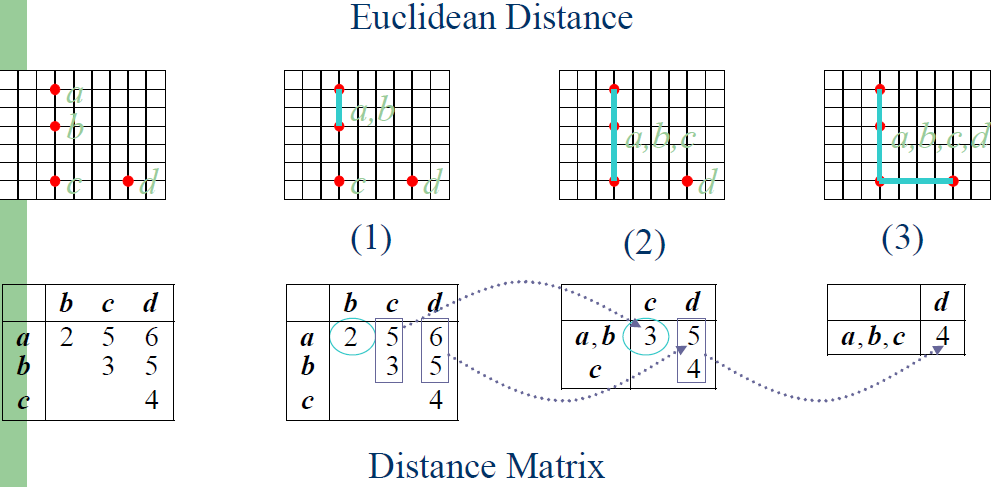 Euclidean Distance
a
b
c d
a,b
c d
a,b,c
d
a,b,c,d
(1) (2) (3)
b c d
a 2 5 6
b 3 5
c 4
b c d
a 2 5 6
b 3 5
c 4
c d
a,b 3 5
c 4
d
a,b,c 4
Distance Matrix